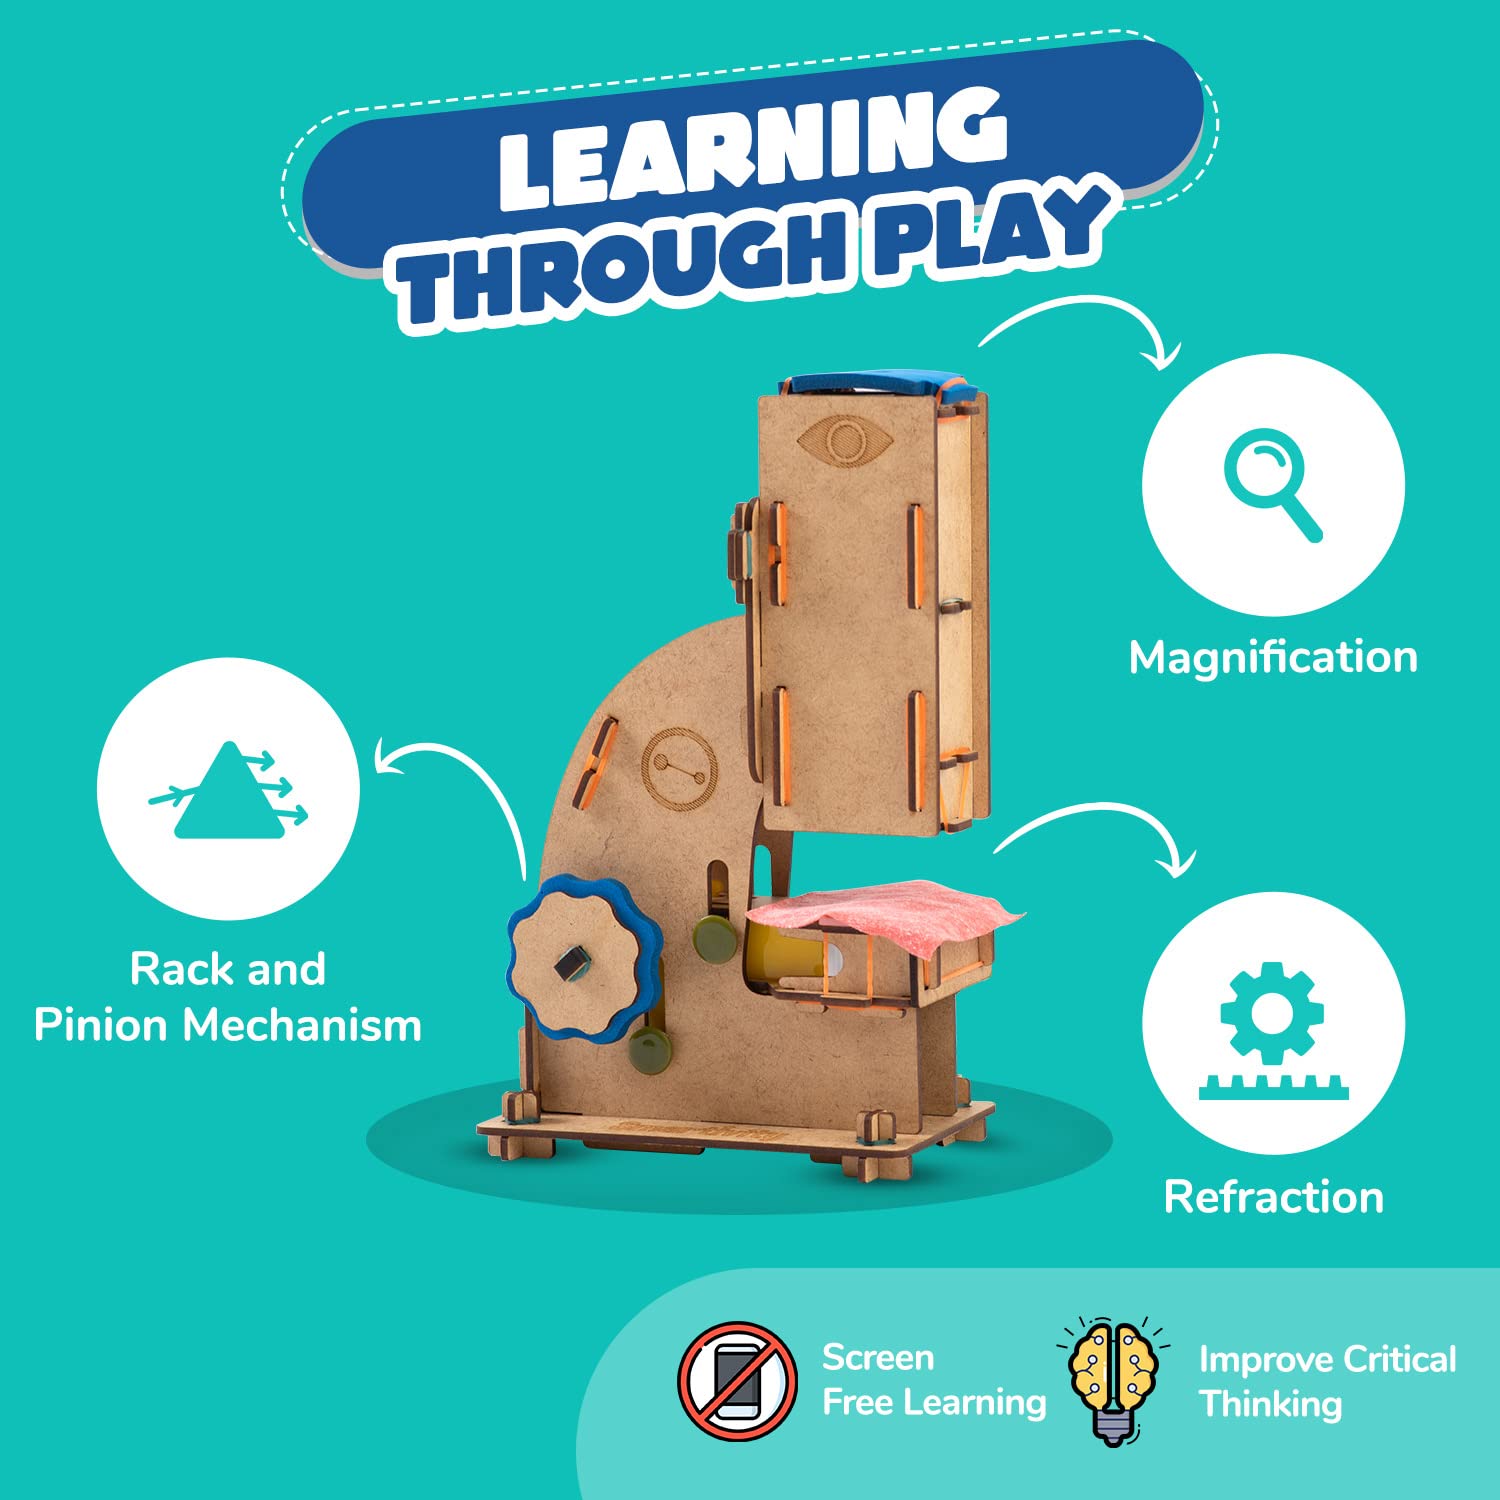 LEARNING
THROUGH PLAY
Magnification
Rack and
Pinion Mechanism
Refraction
Screen
Free Learning
Improve Critical
Thinking